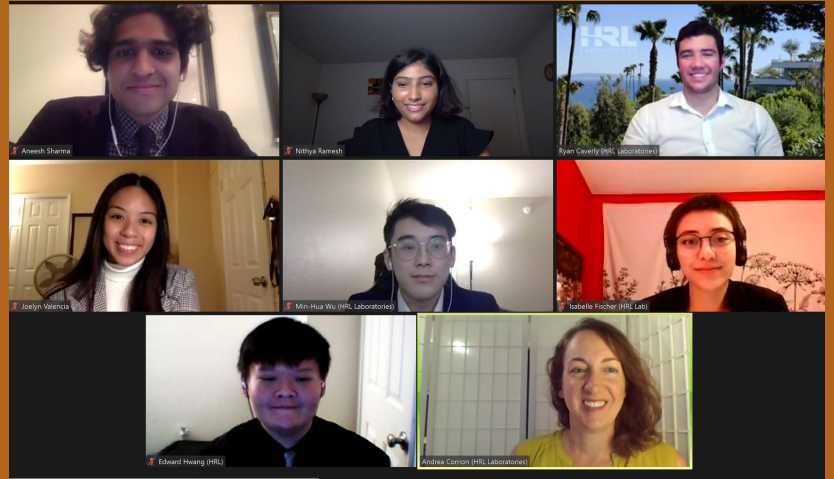 HRL
Aneesh Sharma
Nithya Ramesh
Ryan Caverly (HRL Laboratories)
Joelyn Valencia
Min-Hua Wu (HRL Laboratories)
Isabelle Fischer (HRL Lab)
Edward Hwang (HRL)
Andrea Corrion (HRL Laboratories)